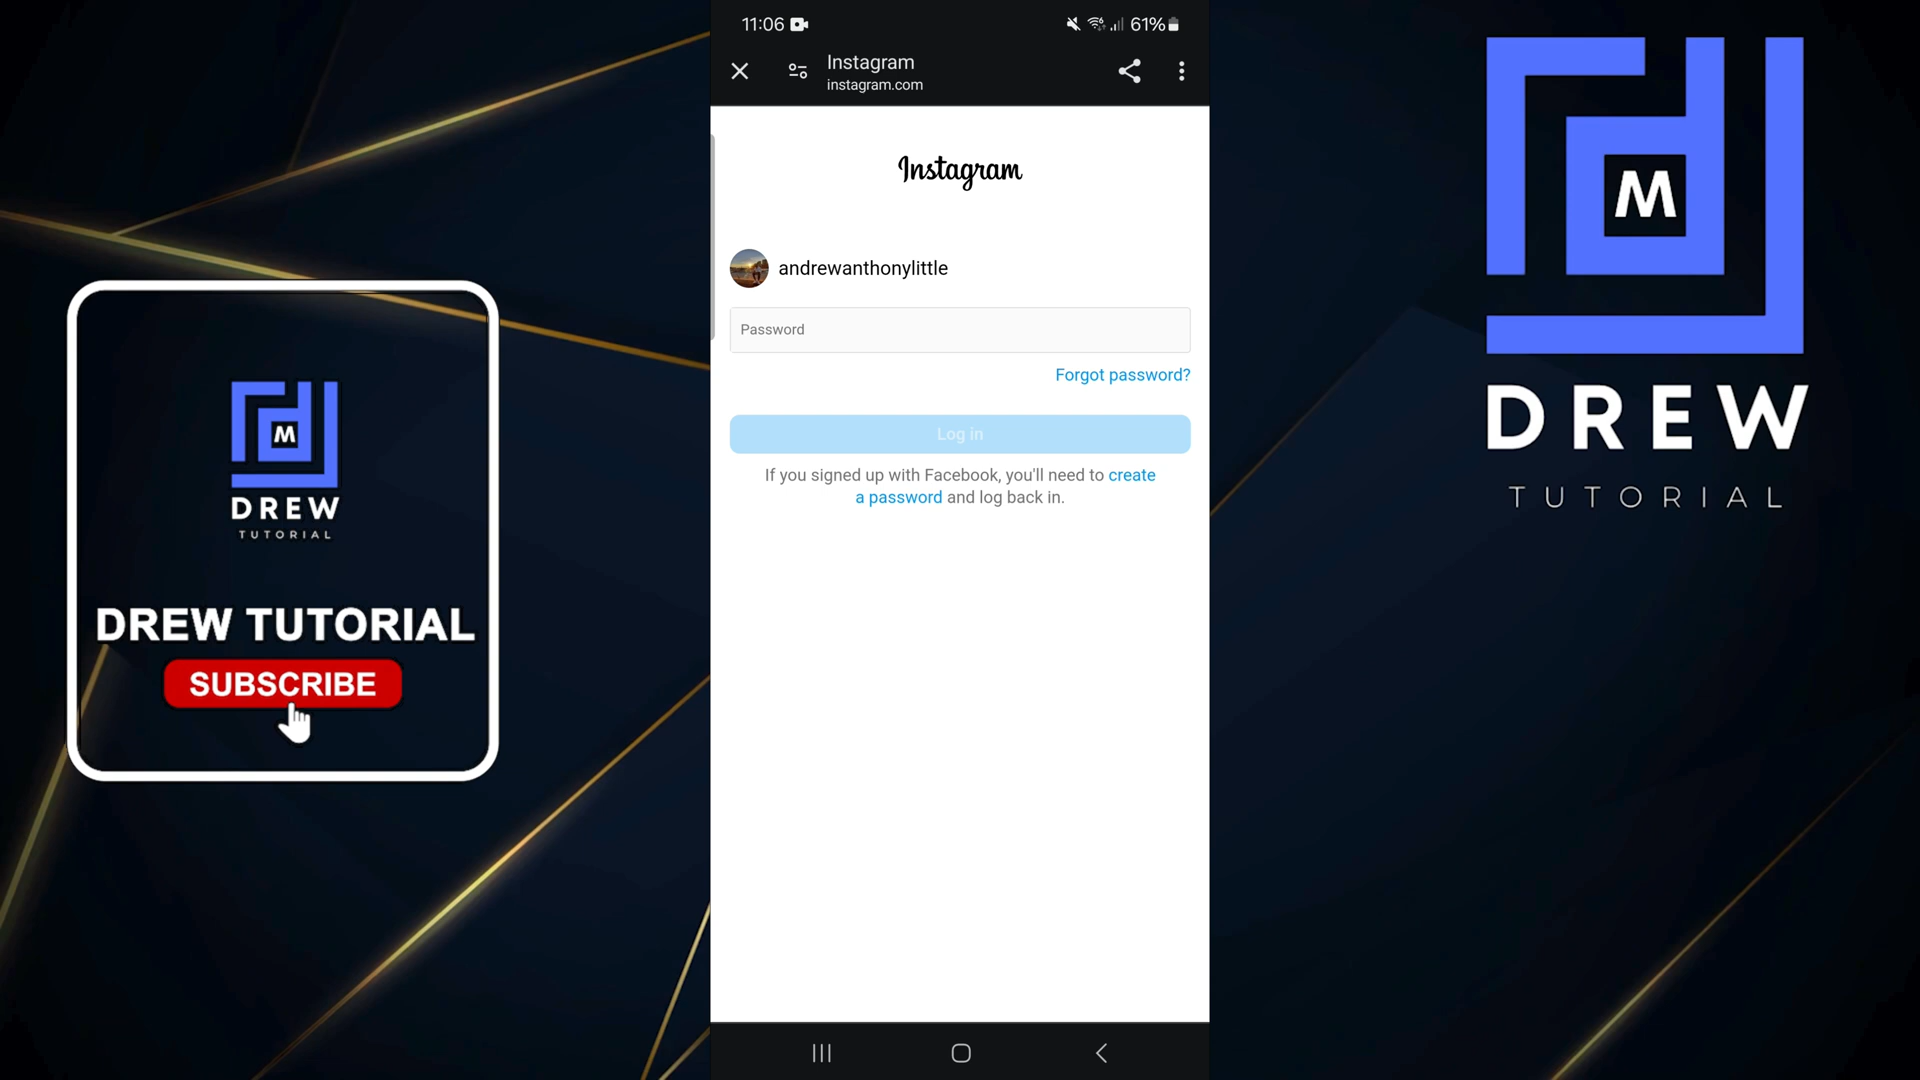 11:06
61%
Instagram
instagram.com
Instagram
andrewanthonylittle
Password
Forgot password?
Log in
If you signed up with Facebook, you'll need to create
a password and log back in.
M
DREW
TUTORIAL
DREW TUTORIAL
SUBSCRIBE
M
DREW
TUTORIAL